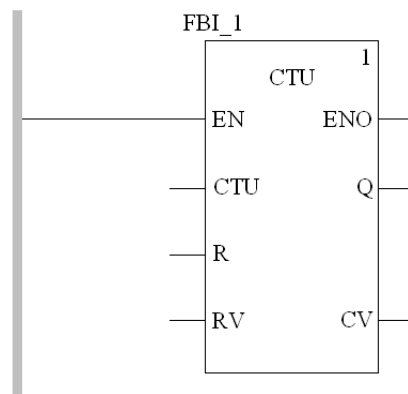 FBI_1
1
CTU
EN ENO
CTU Q
R
RV CV